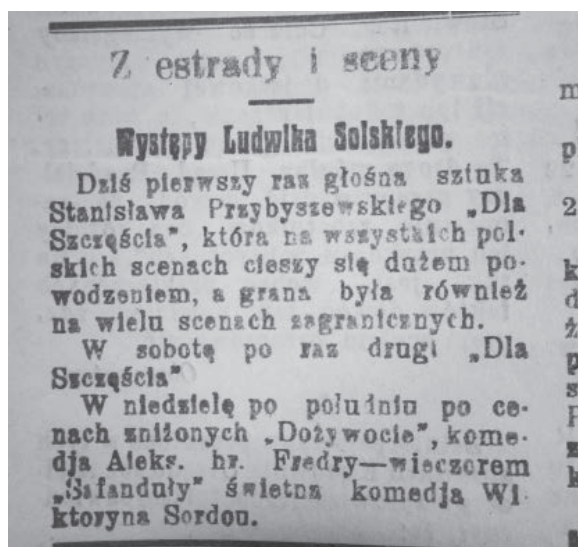 Z estrady i sceny
Występy Ludwika Solskiego.
Dziś pierwszy raz głośna sztuka
Stanisława Przybyszewskiego „Dla
Szczęścia", która na wszystkich pol-
skich scenach cieszy się dużem po-
wodzeniem, a grana była również
na wielu scenach zagranicznych.
W sobotę po raz drugi „Dla
Szczęścia"
W niedzielę po południu po ce-
nach zniżonych „Dożywocie", kome-
dja Aleks. hr. Fredry—wieczorem
„Safanduły" świetna komedja Wi
ktoryna Sordou.